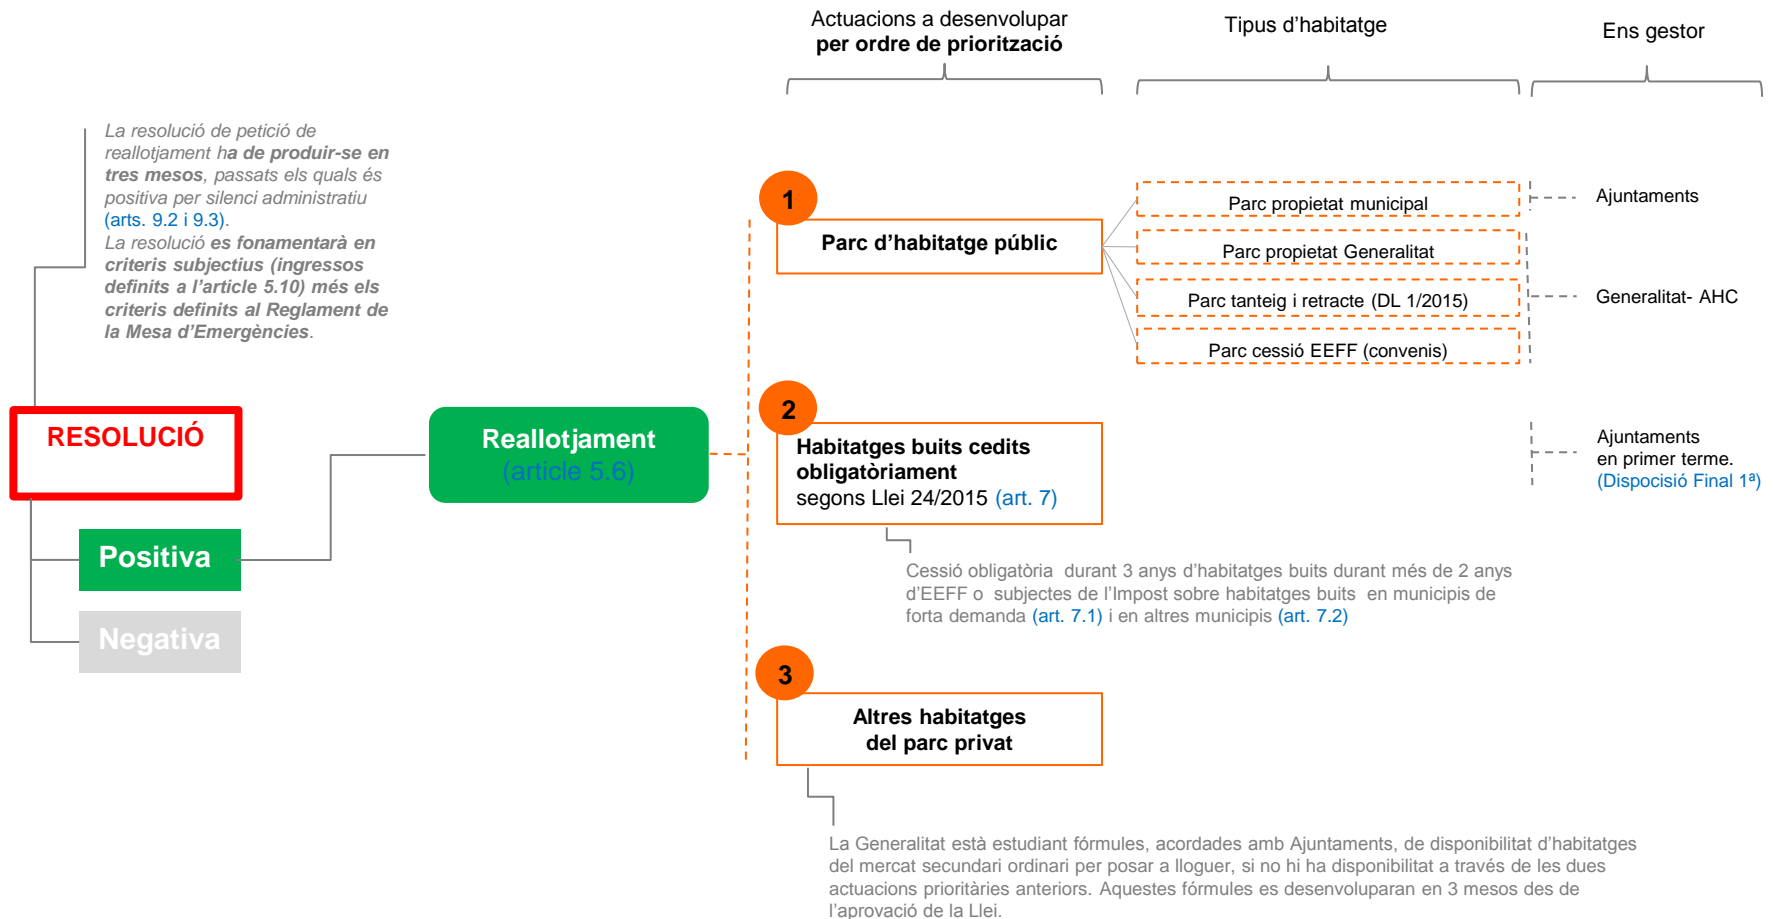 Actuacions a desenvolupar
per ordre de priorització
Tipus d'habitatge
Ens gestor
La resolució de petició de
reallotjament ha de produir-se en
tres mesos, passats els quals és
positiva per silenci administratiu
(arts. 9.2 i 9.3).
La resolució es fonamentarà en
criteris subjectius (ingressos
definits a l'article 5.10) més els
criteris definits al Reglament de
la Mesa d'Emergències.
RESOLUCIÓ
Positiva
Negativa
Reallotjament
(article 5.6)
1
Parc d'habitatge públic
Parc propietat municipal
Parc propietat Generalitat
Parc tanteig i retracte (DL 1/2015)
Parc cessió EEFF (convenis)
Ajuntaments
Generalitat- AHC
2
Habitatges buits cedits
obligatòriament
segons Llei 24/2015 (art. 7)
Ajuntaments
en primer terme.
(Dispocisió Final 1ª)
Cessió obligatòria  durant 3 anys d'habitatges buits durant més de 2 anys
d'EEFF o  subjectes de l'Impost sobre habitatges buits  en municipis de
forta demanda (art. 7.1) i en altres municipis (art. 7.2)
3
Altres habitatges
del parc privat
La Generalitat està estudiant fórmules, acordades amb Ajuntaments, de disponibilitat d'habitatges
del mercat secundari ordinari per posar a lloguer, si no hi ha disponibilitat a través de les dues
actuacions prioritàries anteriors. Aquestes fórmules es desenvoluparan en 3 mesos des de
l'aprovació de la Llei.